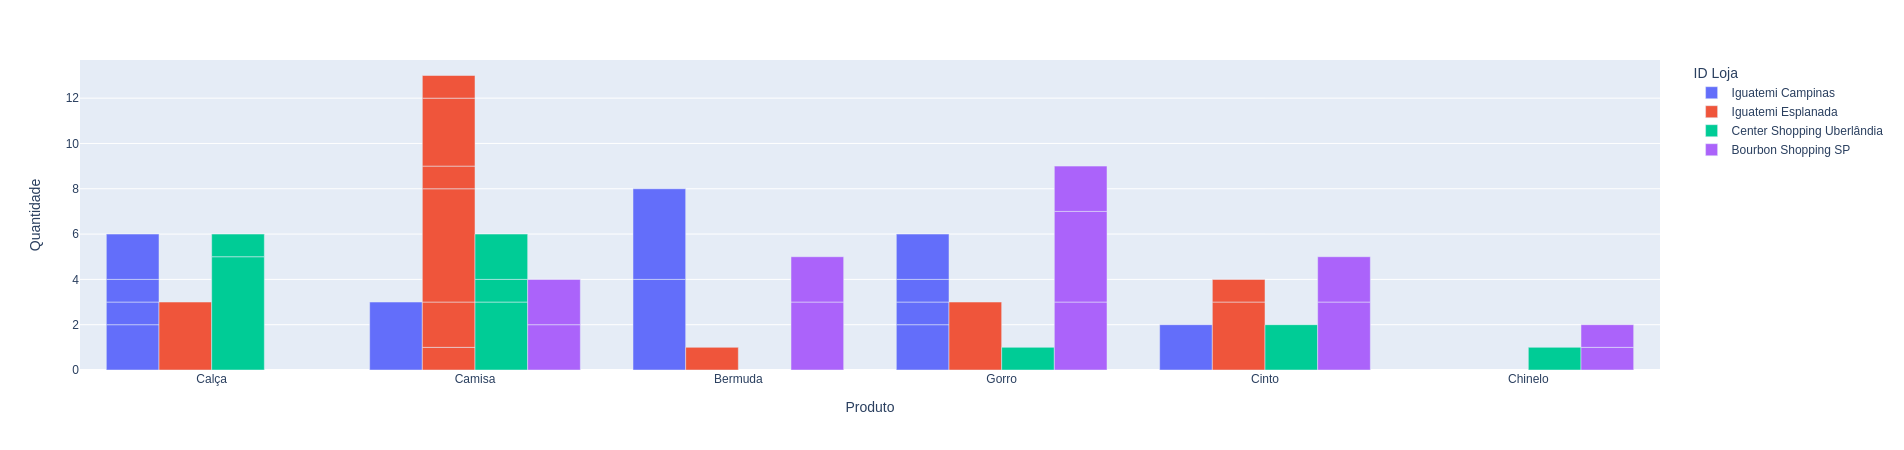 ID Loja
Iguatemi Campinas
Iguatemi Esplanada
Center Shopping Uberlândia
Bourbon Shopping SP
Quantidade
12
10
8
6
4
2
0
Calça Camisa Bermuda Gorro Cinto Chinelo
Produto